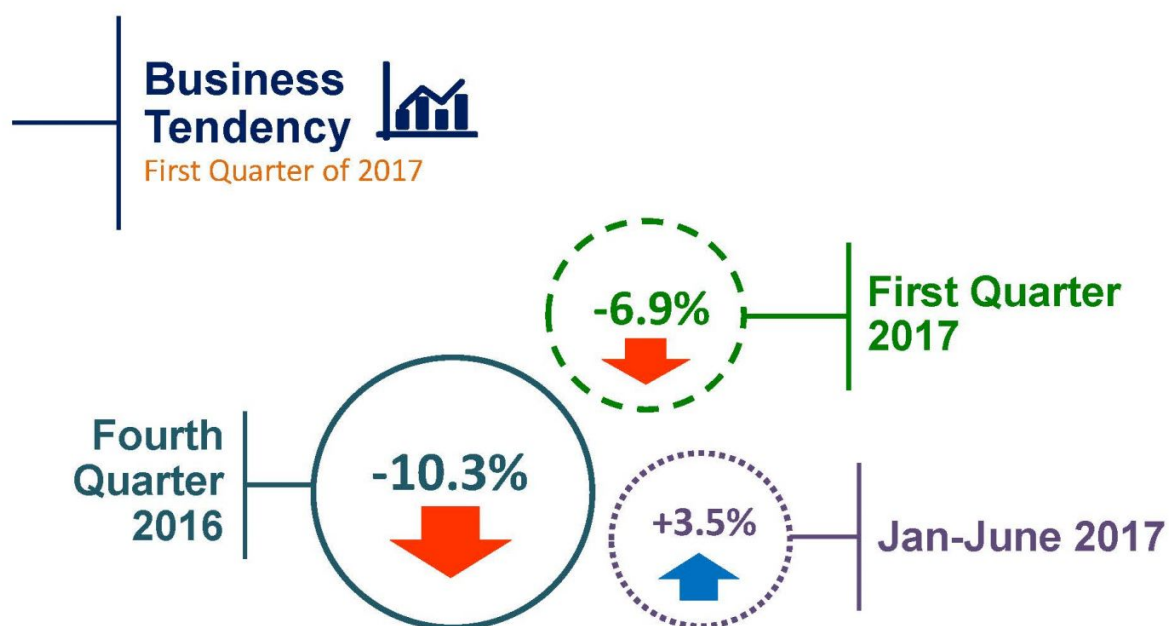 Business
Tendency
First Quarter of 2017
-6.9%
First Quarter
2017
Fourth
Quarter
2016
-10.3%
+3.5%
Jan-June 2017